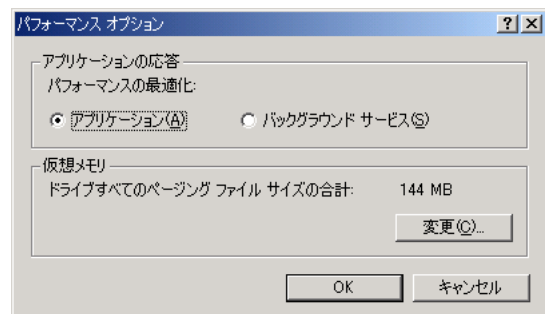 パフォーマンス オプション
アプリケーションの応答
パフォーマンスの最適化:
アプリケーション(A) バックグラウンド サービス(S)
仮想メモリ
ドライブすべてのページング ファイル サイズの合計: 144 MB
変更(C)...
OK キャンセル